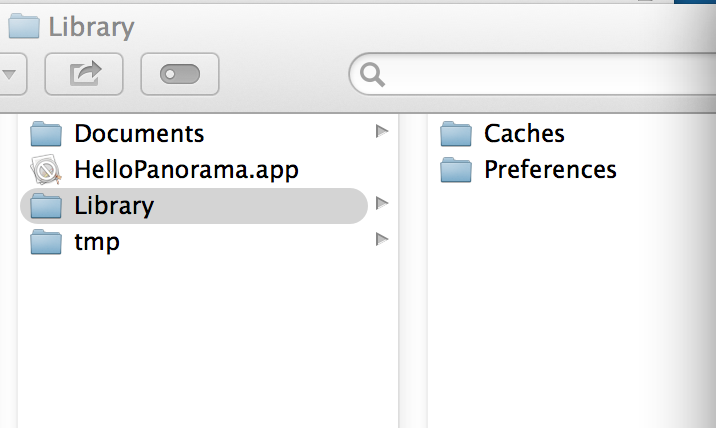 Library
Documents
HelloPanorama.app
Library
tmp
Caches
Preferences